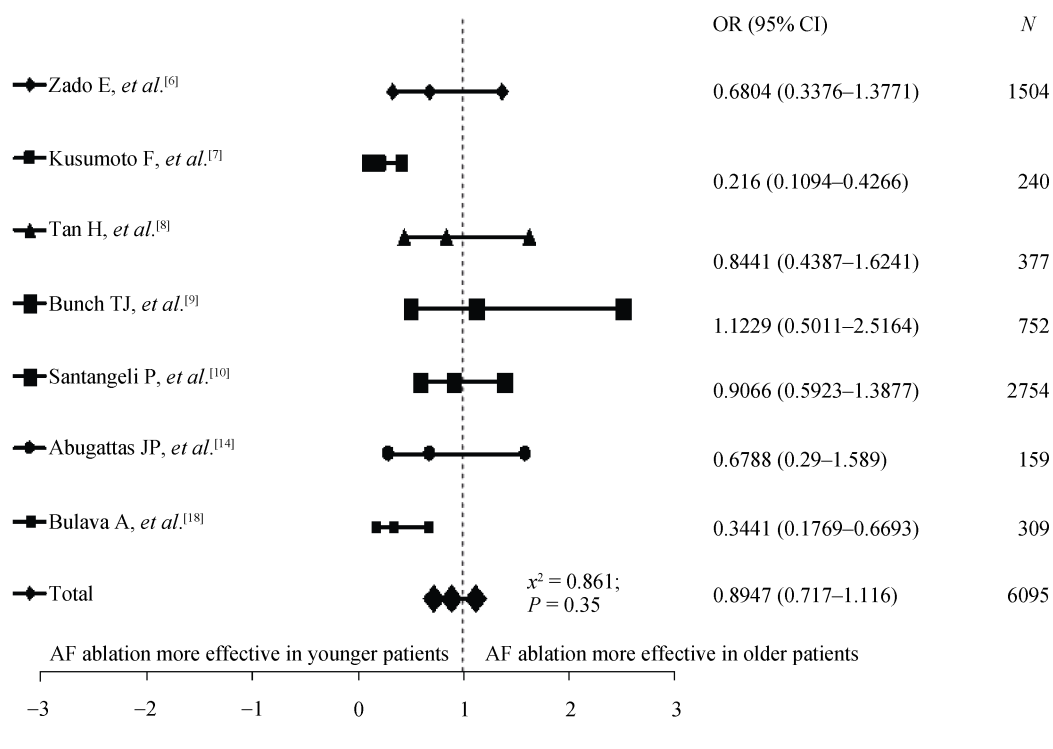 OR (95% CI) N
Zado E, et al.[6] 0.6804 (0.3376–1.3771) 1504
Kusumoto F, et al.[7] 0.216 (0.1094–0.4266) 240
Tan H, et al.[8] 0.8441 (0.4387–1.6241) 377
Bunch TJ, et al.[9] 1.1229 (0.5011–2.5164) 752
Santangeli P, et al.[10] 0.9066 (0.5923–1.3877) 2754
Abugattas JP, et al.[14] 0.6788 (0.29–1.589) 159
Bulava A, et al.[18] 0.3441 (0.1769–0.6693) 309
Total 0.8947 (0.717–1.116) 6095
x² = 0.861;
P = 0.35
AF ablation more effective in younger patients AF ablation more effective in older patients
−3 −2 −1 0 1 2 3